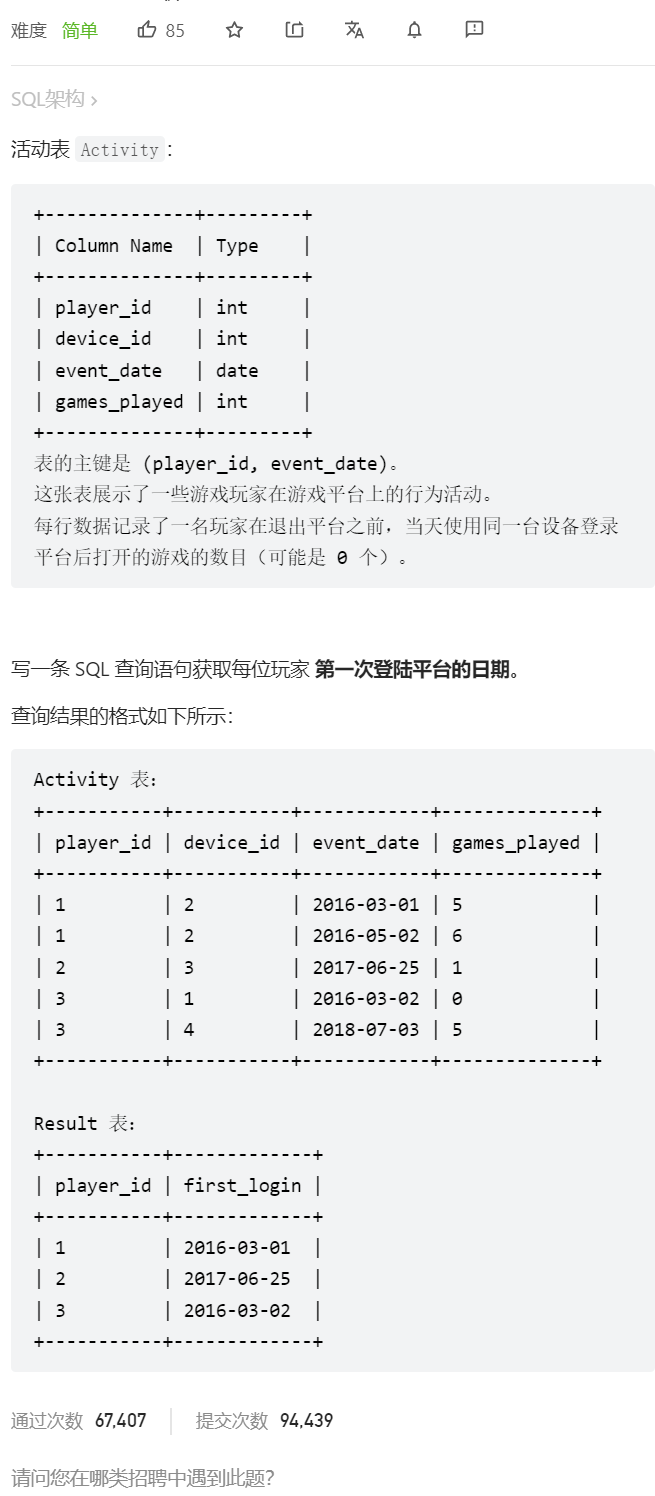 难度 简单 85
SQL架构 >
活动表 Activity：
+--------------+---------+
| Column Name  | Type    |
+--------------+---------+
| player_id    | int     |
| device_id    | int     |
| event_date   | date    |
| games_played | int     |
+--------------+---------+
表的主键是 (player_id, event_date)。
这张表展示了一些游戏玩家在游戏平台上的行为活动。
每行数据记录了一名玩家在退出平台之前，当天使用同一台设备登录
平台后打开的游戏的数目（可能是 0 个）。
写一条 SQL 查询语句获取每位玩家 第一次登陆平台的日期。
查询结果的格式如下所示：
Activity 表：
+-----------+-----------+------------+--------------+
| player_id | device_id | event_date | games_played |
+-----------+-----------+------------+--------------+
| 1         | 2         | 2016-03-01 | 5            |
| 1         | 2         | 2016-05-02 | 6            |
| 2         | 3         | 2017-06-25 | 1            |
| 3         | 1         | 2016-03-02 | 0            |
| 3         | 4         | 2018-07-03 | 5            |
+-----------+-----------+------------+--------------+
Result 表：
+-----------+-------------+
| player_id | first_login |
+-----------+-------------+
| 1         | 2016-03-01  |
| 2         | 2017-06-25  |
| 3         | 2016-03-02  |
+-----------+-------------+
通过次数 67,407 提交次数 94,439
请问您在哪类招聘中遇到此题？